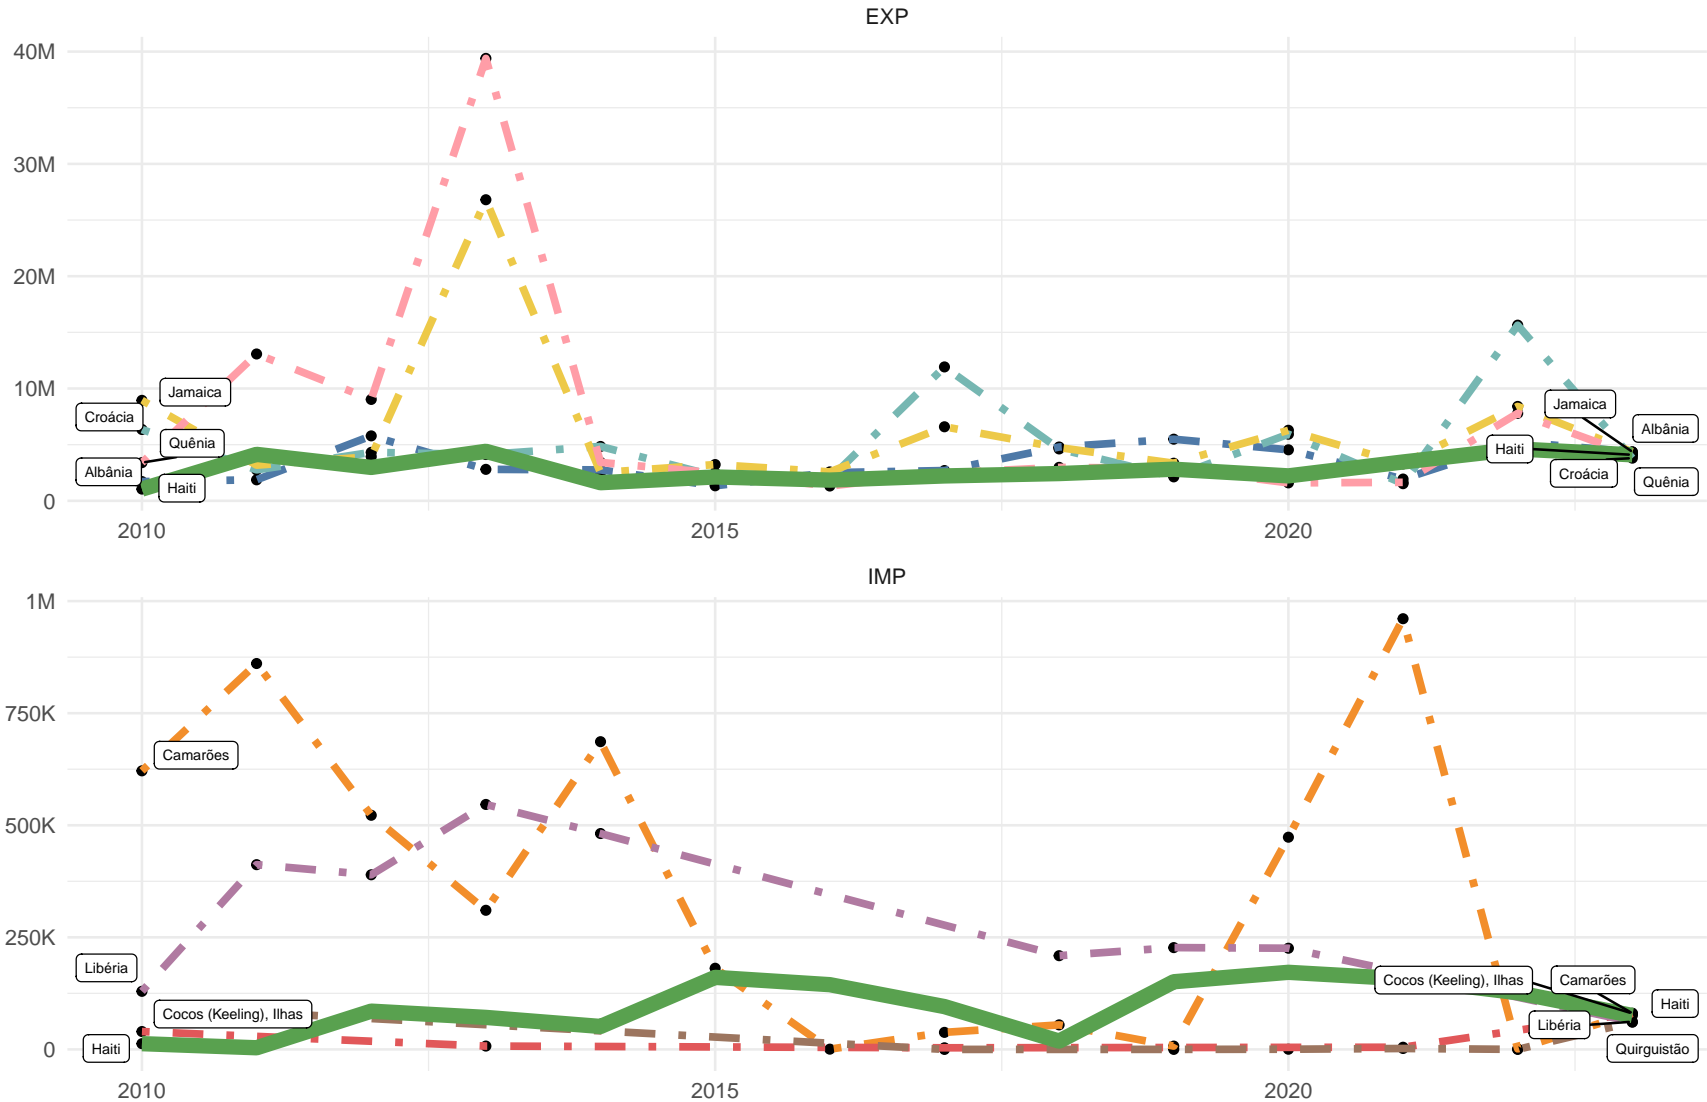 EXP
40M
30M
20M
10M
0
Jamaica
Croácia
Quênia
Albânia
Haiti
Jamaica
Albânia
Haiti
Croácia
Quênia
2010
2015
2020
IMP
1M
750K
500K
250K
0
Camarões
Libéria
Cocos (Keeling), Ilhas
Haiti
Cocos (Keeling), Ilhas
Camarões
Haiti
Libéria
Quirguistão
2010
2015
2020